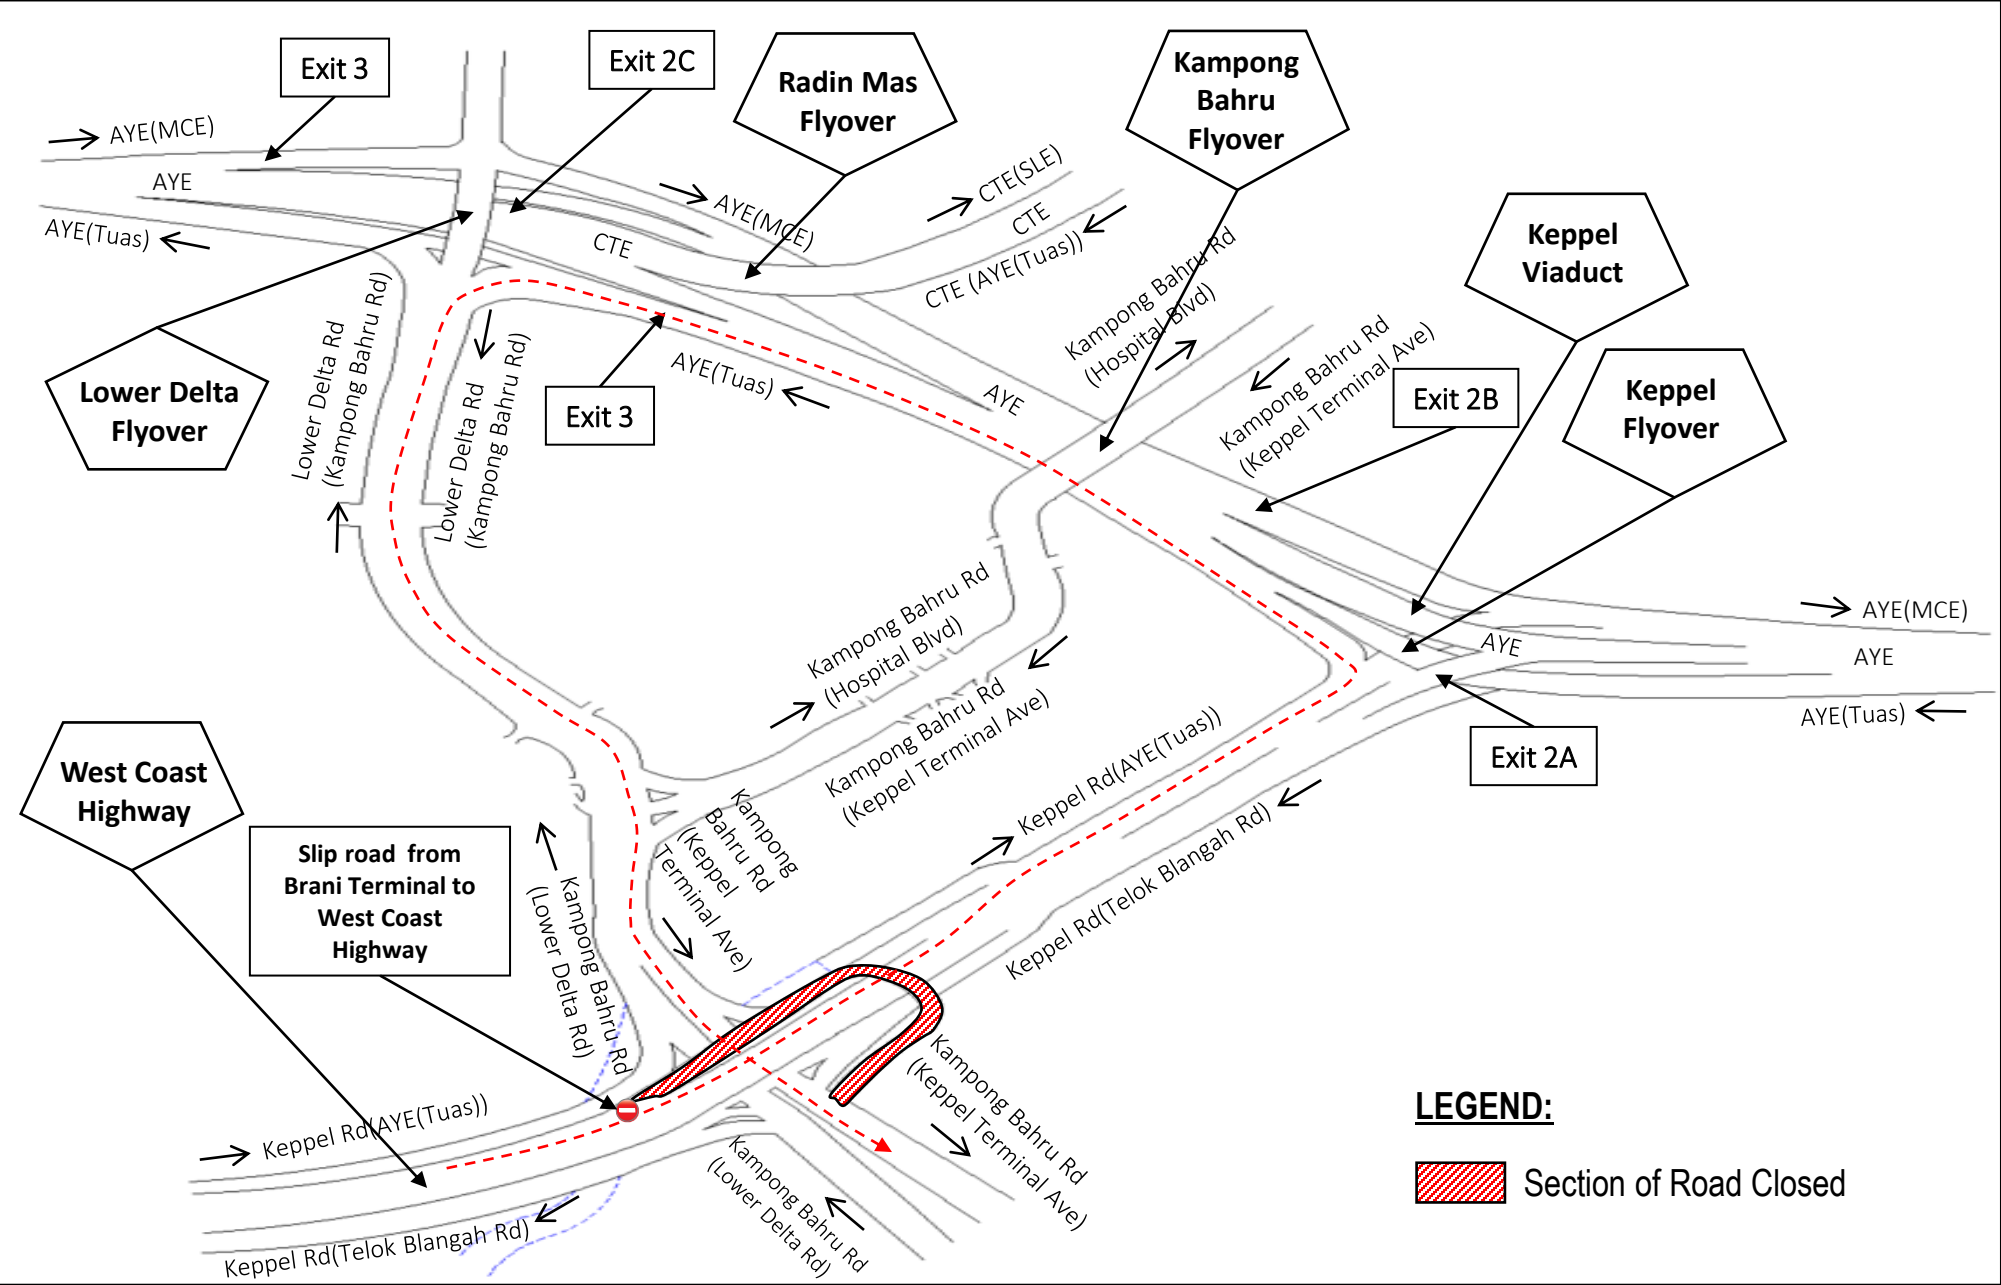 Exit 3
Exit 2C
Radin Mas
Flyover
Kampong
Bahru
Flyover
AYE(MCE)
AYE
AYE(Tuas)
AYE(MCE)
CTE(SLE)
CTE
CTE
CTE (AYE(Tuas))
Kampong Bahru Rd
(Hospital Blvd)
Keppel
Viaduct
Kampong Bahru Rd
(Keppel Terminal Ave)
Keppel
Flyover
Lower Delta
Flyover
Lower Delta Rd
(Kampong Bahru Rd)
Lower Delta Rd
(Kampong Bahru Rd)
Exit 3
AYE(Tuas)
AYE
Exit 2B
Kampong Bahru Rd
(Hospital Blvd)
Kampong Bahru Rd
(Keppel Terminal Ave)
AYE(MCE)
AYE
AYE
AYE(Tuas)
Exit 2A
West Coast
Highway
Slip road from
Brani Terminal to
West Coast
Highway
Kampong
Bahru Rd
(Keppel
Terminal Ave)
Keppel Rd(AYE(Tuas))
Keppel Rd(Telok Blangah Rd)
Kampong Bahru Rd
(Lower Delta Rd)
Kampong Bahru Rd
(Keppel Terminal Ave)
Keppel Rd(AYE(Tuas))
Keppel Rd(Telok Blangah Rd)
Kampong Bahru Rd
(Lower Delta Rd)
LEGEND:
Section of Road Closed